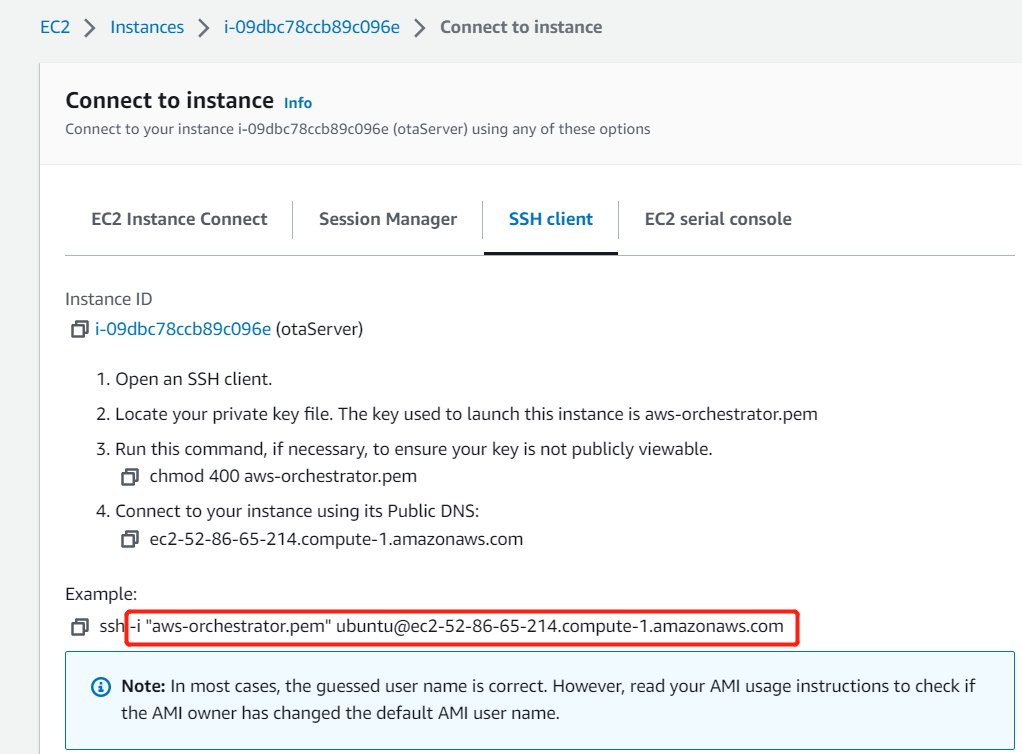 EC2 > Instances > i-09dbc78ccb89c096e > Connect to instance
Connect to instance Info
Connect to your instance i-09dbc78ccb89c096e (otaServer) using any of these options
EC2 Instance Connect Session Manager SSH client EC2 serial console
Instance ID
i-09dbc78ccb89c096e (otaServer)
1. Open an SSH client.
2. Locate your private key file. The key used to launch this instance is aws-orchestrator.pem
3. Run this command, if necessary, to ensure your key is not publicly viewable.
chmod 400 aws-orchestrator.pem
4. Connect to your instance using its Public DNS:
ec2-52-86-65-214.compute-1.amazonaws.com
Example:
ssh -i "aws-orchestrator.pem" ubuntu@ec2-52-86-65-214.compute-1.amazonaws.com
Note: In most cases, the guessed user name is correct. However, read your AMI usage instructions to check if
the AMI owner has changed the default AMI user name.